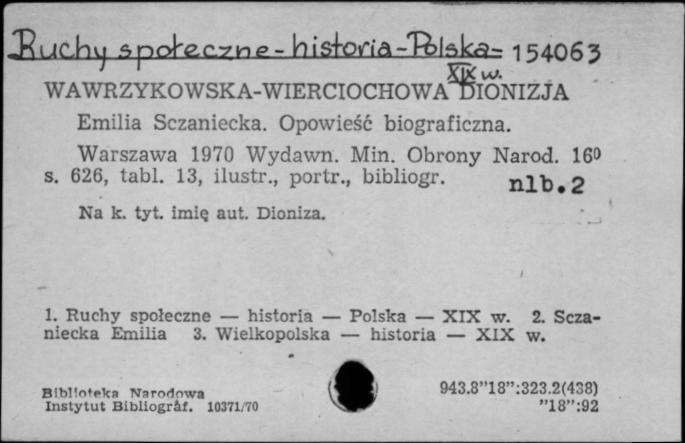 Ruchy społeczne - historia - Polska = 154063
XIX w.
WAWRZYKOWSKA-WIERCIOCHOWA DIONIZJA
Emilia Sczaniecka. Opowieść biograficzna.
Warszawa 1970 Wydawn. Min. Obrony Narod. 16⁰
s. 626, tabl. 13, ilustr., portr., bibliogr.
nlb.2
Na k. tyt. imię aut. Dioniza.
1. Ruchy społeczne — historia — Polska — XIX w. 2. Scza-
niecka Emilia 3. Wielkopolska — historia — XIX w.
Biblioteka Narodowa
Instytut Bibliograf. 10371/70
943.8"18":323.2(438)
"18":92